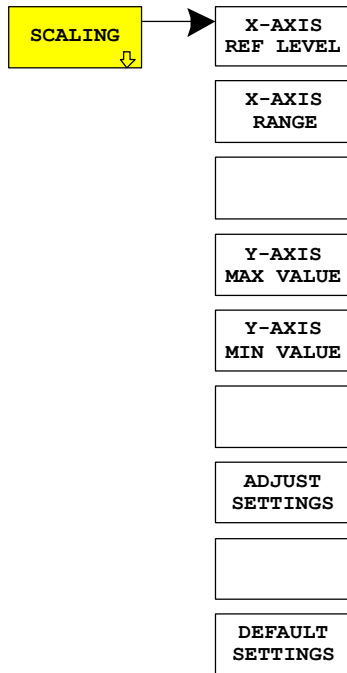 SCALING
X-AXIS
REF LEVEL
X-AXIS
RANGE
Y-AXIS
MAX VALUE
Y-AXIS
MIN VALUE
ADJUST
SETTINGS
DEFAULT
SETTINGS